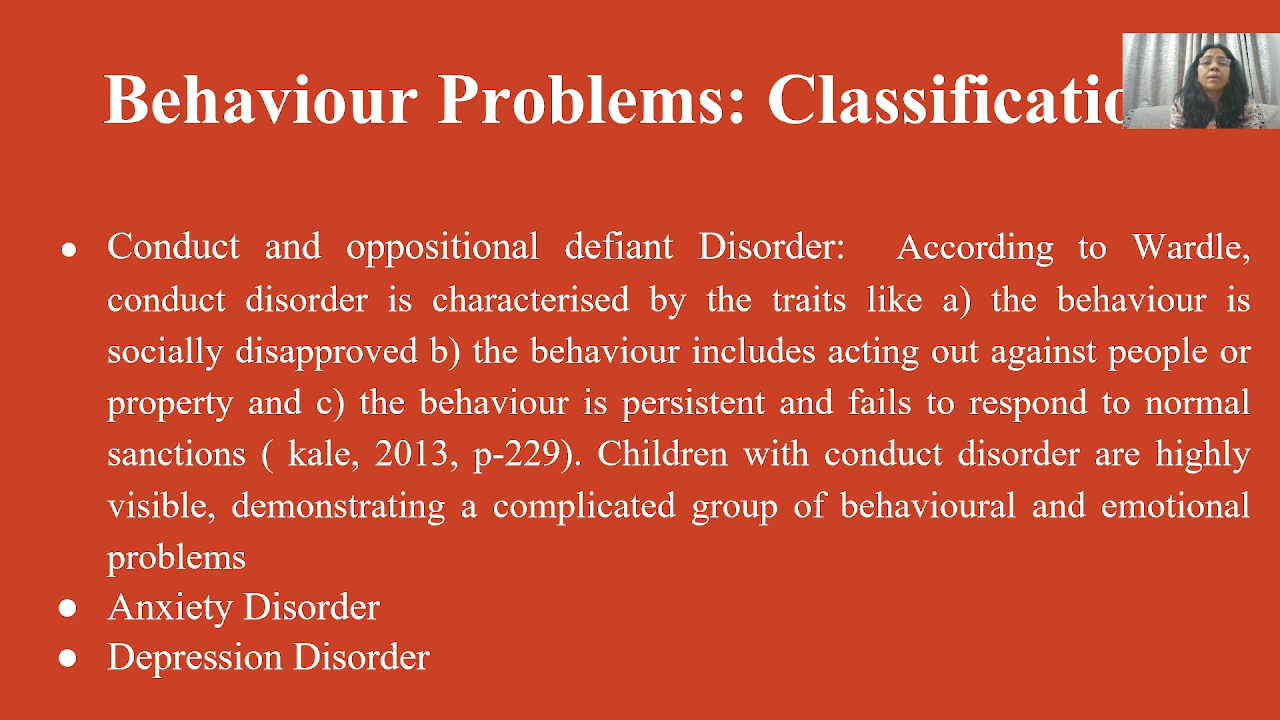 Behaviour Problems: Classificatio
● Conduct and oppositional defiant Disorder: According to Wardle,
conduct disorder is characterised by the traits like a) the behaviour is
socially disapproved b) the behaviour includes acting out against people or
property and c) the behaviour is persistent and fails to respond to normal
sanctions ( kale, 2013, p-229). Children with conduct disorder are highly
visible, demonstrating a complicated group of behavioural and emotional
problems
● Anxiety Disorder
● Depression Disorder